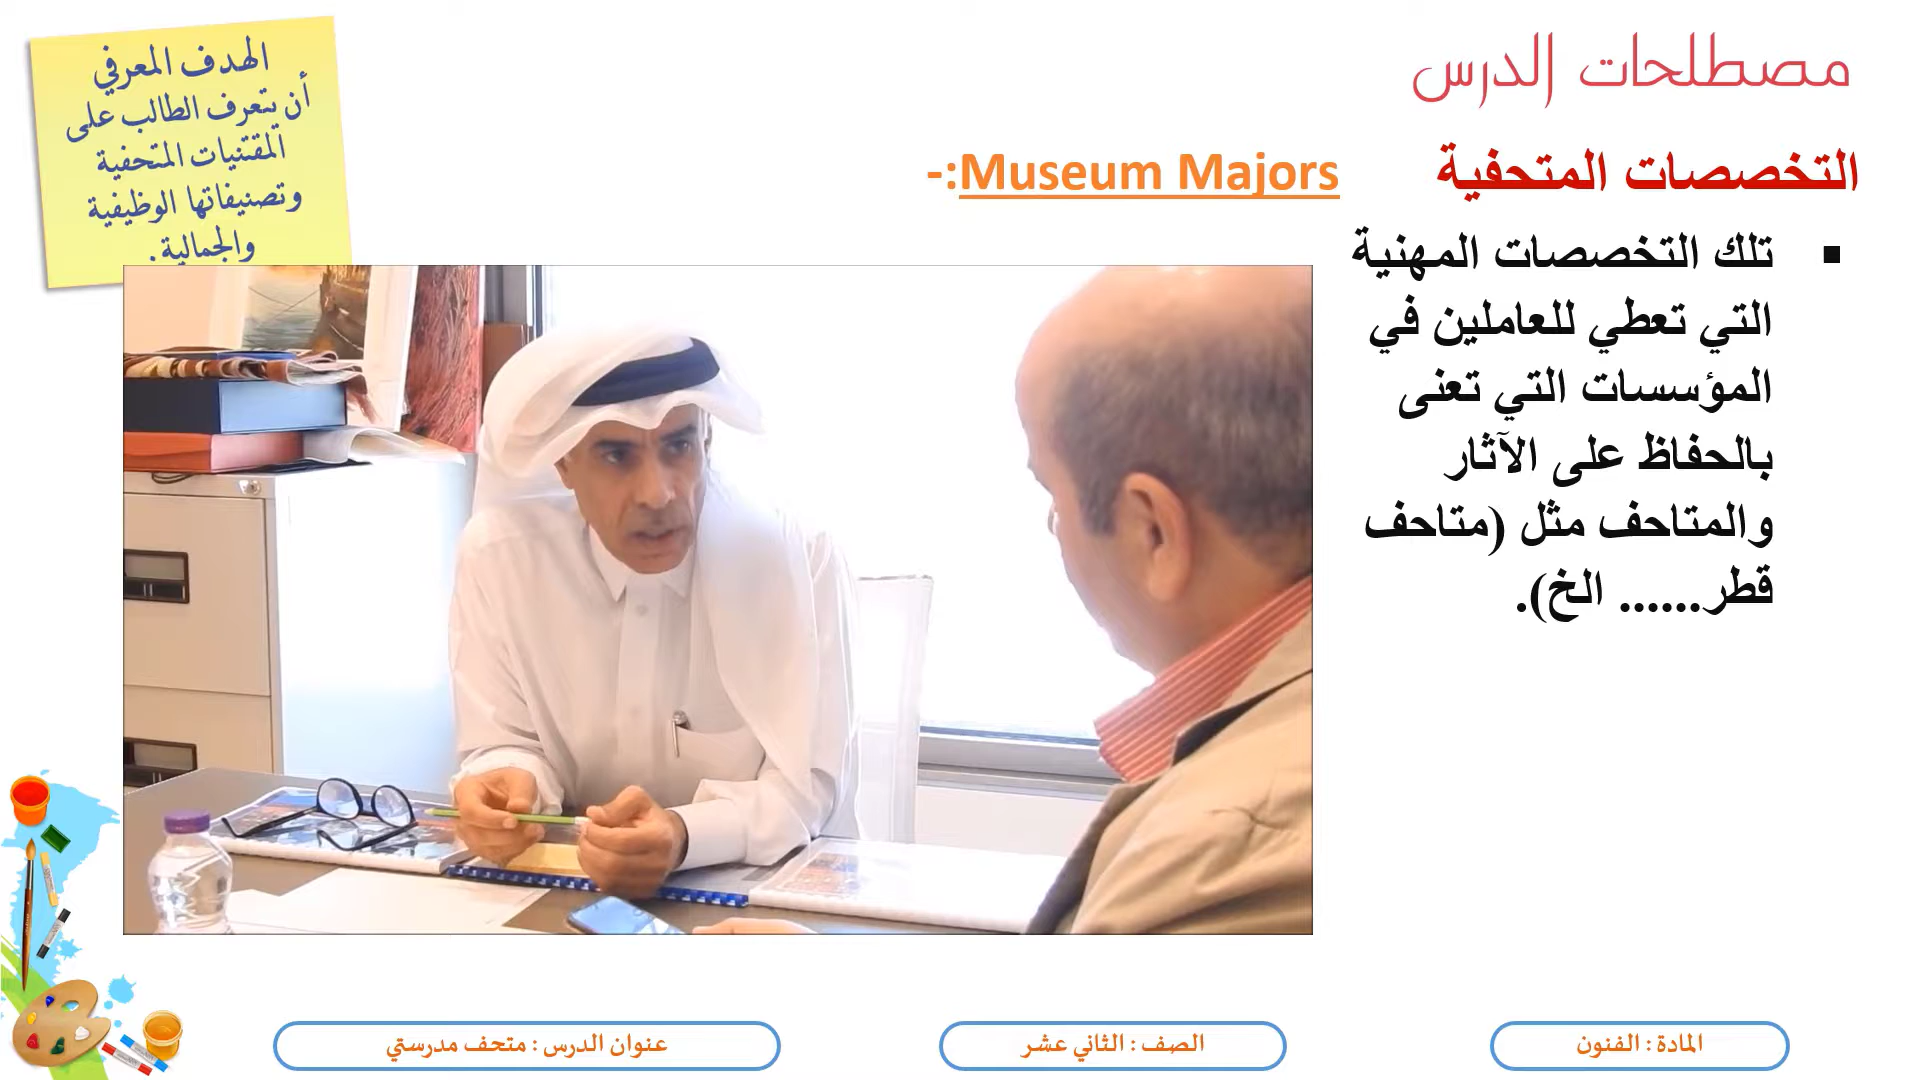 مصطلحات الدرس
الهدف المعرفي
أن يتعرف الطالب على
المقتنيات المتحفية
وتصنيفاتها الوظيفية
والجمالية.
التخصصات المتحفية Museum Majors:-
▪ تلك التخصصات المهنية
التي تعطي للعاملين في
المؤسسات التي تعنى
بالحفاظ على الآثار
والمتاحف مثل (متاحف
قطر...... الخ).
المادة : الفنون
الصف : الثاني عشر
عنوان الدرس : متحف مدرستي